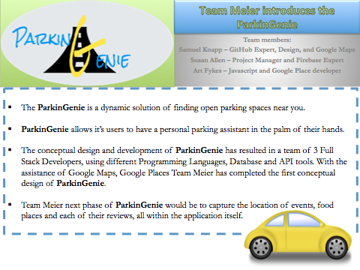 Team Meier introduces the
ParkinGenie
PARKIN
GENIE
Team members:
Samuel Knapp – GitHub Expert, Design, and Google Maps
Susan Allen – Project Manager and Firebase Expert
Art Fykes – Javascript and Google Place developer
▪ The ParkinGenie is a dynamic solution of finding open parking spaces near you.
▪ ParkinGenie allows it's users to have a personal parking assistant in the palm of their hands.
▪ The conceptual design and development of ParkinGenie has resulted in a team of 3 Full
Stack Developers, using different Programming Languages, Database and API tools. With the
assistance of Google Maps, Google Places Team Meier has completed the first conceptual
design of ParkinGenie.
▪ Team Meier next phase of ParkinGenie would be to capture the location of events, food
places and each of their reviews, all within the application itself.